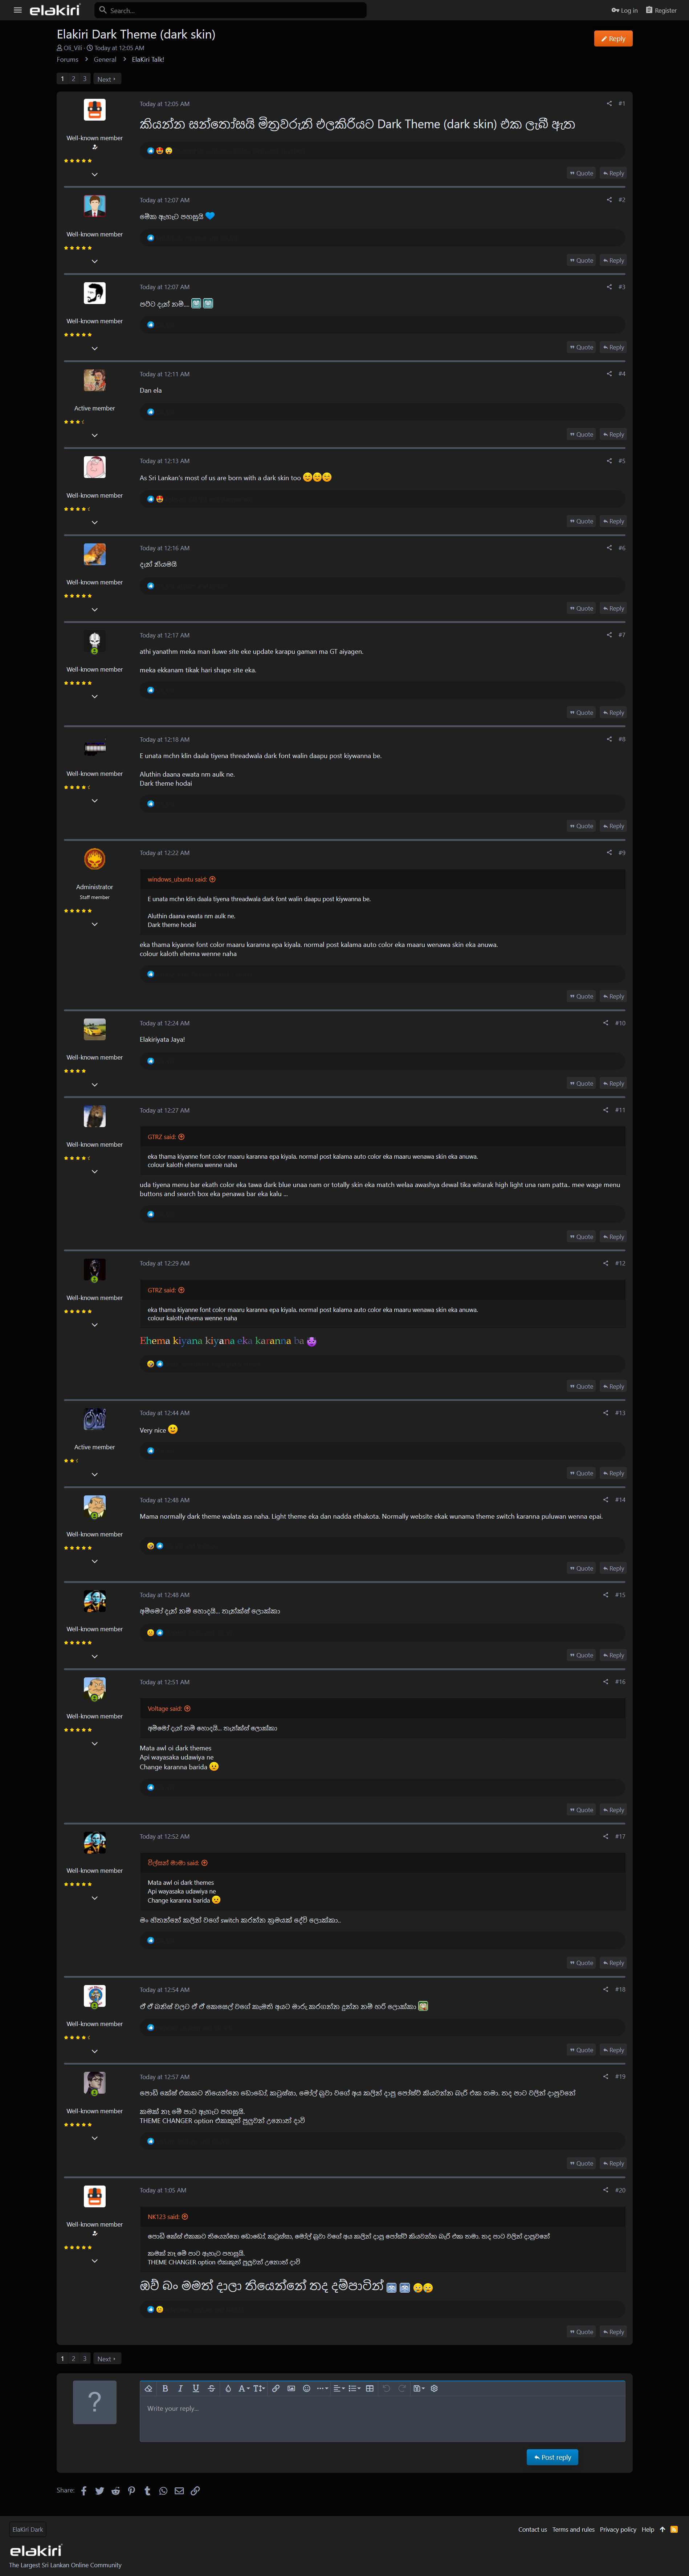 elakiri
Search...
Log in
Register
Elakiri Dark Theme (dark skin)
Oli_Vili · Today at 12:05 AM
Reply
Forums > General > ElaKiri Talk!
1 2 3 Next
Today at 12:05 AM #1
Well-known member
කියන්න සන්තෝසයි මිත්‍රවරුනි එලකිරියට Dark Theme (dark skin) එක ලැබී ඇත
Quote Reply
Today at 12:07 AM #2
Well-known member
මේක ඇහැට පහසුයි
Quote Reply
Today at 12:07 AM #3
Well-known member
පට්ට දැන් නම්....
Quote Reply
Today at 12:11 AM #4
Active member
Dan ela
Quote Reply
Today at 12:13 AM #5
Well-known member
As Sri Lankan's most of us are born with a dark skin too
Quote Reply
Today at 12:16 AM #6
Well-known member
දැන් නියමයි
Quote Reply
Today at 12:17 AM #7
Well-known member
athi yanathm meka man iluwe site eke update karapu gaman ma GT aiyagen.
meka ekkanam tikak hari shape site eka.
Quote Reply
Today at 12:18 AM #8
Well-known member
E unata mchn klin daala tiyena threadwala dark font walin daapu post kiywanna be.
Aluthin daana ewata nm aulk ne.
Dark theme hodai
Quote Reply
Today at 12:22 AM #9
Administrator
Staff member
windows_ubuntu said:
E unata mchn klin daala tiyena threadwala dark font walin daapu post kiywanna be.
Aluthin daana ewata nm aulk ne.
Dark theme hodai
eka thama kiyanne font color maaru karanna epa kiyala. normal post kalama auto color eka maaru wenawa skin eka anuwa.
colour kaloth ehema wenne naha
Quote Reply
Today at 12:24 AM #10
Well-known member
Elakiriyata Jaya!
Quote Reply
Today at 12:27 AM #11
Well-known member
GTRZ said:
eka thama kiyanne font color maaru karanna epa kiyala. normal post kalama auto color eka maaru wenawa skin eka anuwa.
colour kaloth ehema wenne naha
uda tiyena menu bar ekath color eka tawa dark blue unaa nam or totally skin eka match welaa awashya dewal tika witarak high light una nam patta.. mee wage menu
buttons and search box eka penawa bar eka kalu ...
Quote Reply
Today at 12:29 AM #12
Well-known member
GTRZ said:
eka thama kiyanne font color maaru karanna epa kiyala. normal post kalama auto color eka maaru wenawa skin eka anuwa.
colour kaloth ehema wenne naha
Ehema kiyana kiyana eka karanna ba
Quote Reply
Today at 12:44 AM #13
Active member
Very nice
Quote Reply
Today at 12:48 AM #14
Well-known member
Mama normally dark theme walata asa naha. Light theme eka dan nadda ethakota. Normally website ekak wunama theme switch karanna puluwan wenna epai.
Quote Reply
Today at 12:48 AM #15
Well-known member
අම්මෝ දැන් නම් හොදයි... තෑන්ක්ස් ලොක්කා
Quote Reply
Today at 12:51 AM #16
Well-known member
Voltage said:
අම්මෝ දැන් නම් හොදයි... තෑන්ක්ස් ලොක්කා
Mata awl oi dark themes
Api wayasaka udawiya ne
Change karanna barida
Quote Reply
Today at 12:52 AM #17
Well-known member
විල්සන් මාමා said:
Mata awl oi dark themes
Api wayasaka udawiya ne
Change karanna barida
මං හිතන්නේ කලින් වගේ switch කරන්න ක්‍රමයක් දේවි ලොක්කා..
Quote Reply
Today at 12:54 AM #18
Well-known member
ඒ ඒ බනිස් වලට ඒ ඒ කෙසෙල් වගේ කැමති අයට මාරු කරගන්න දුන්න නම් හරි ලොක්කා
Quote Reply
Today at 12:57 AM #19
Well-known member
පොඩි කේස් එකකට තියෙන්නෙ ඩොඩෝ, කටුස්සා, මෝල් බ්‍රුවා වගේ අය කලින් දාපු පෝස්ට් කියවන්න බැරි එක තමා. තද පාට වලින් දාපුවනේ
කමක් නෑ මේ පාට ඇහැට පහසුයි.
THEME CHANGER option එකකුත් පුලුවන් උනොත් දාව්
Quote Reply
Today at 1:05 AM #20
Well-known member
NK123 said:
පොඩි කේස් එකකට තියෙන්නෙ ඩොඩෝ, කටුස්සා, මෝල් බ්‍රුවා වගේ අය කලින් දාපු පෝස්ට් කියවන්න බැරි එක තමා. තද පාට වලින් දාපුවනේ
කමක් නෑ මේ පාට ඇහැට පහසුයි.
THEME CHANGER option එකකුත් පුලුවන් උනොත් දාව්
ඔව් බං මමත් දාලා තියෙන්නේ තද දම්පාටින්
Quote Reply
1 2 3 Next
Write your reply...
Post reply
Share:
ElaKiri Dark
Contact us Terms and rules Privacy policy Help
elakiri
The Largest Sri Lankan Online Community